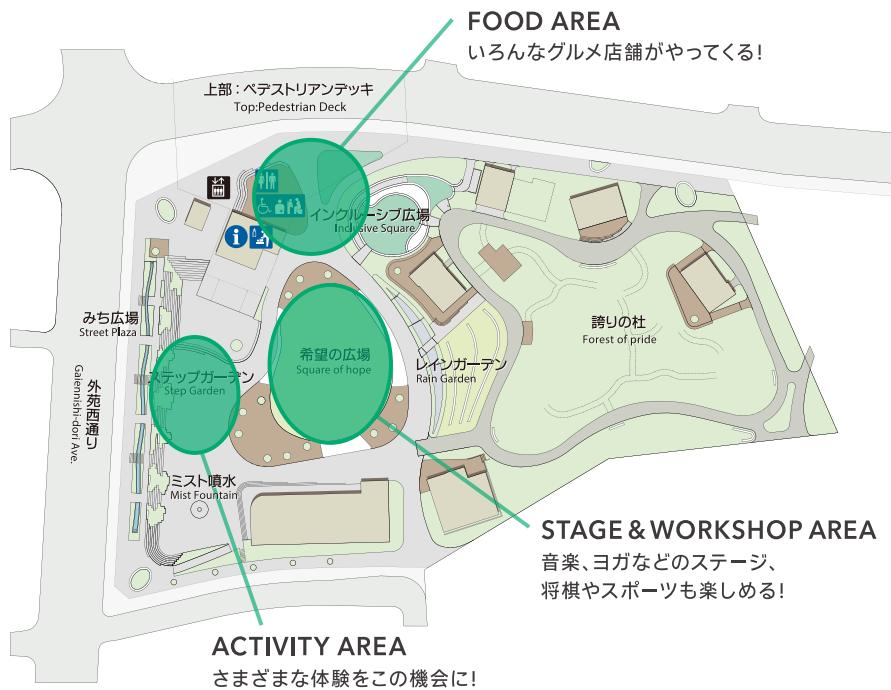 FOOD AREA
いろんなグルメ店舗がやってくる!
上部：ペデストリアンデッキ
Top:Pedestrian Deck
インクルーシブ広場
Inclusive Square
みち広場
Street Plaza
希望の広場
Square of hope
誇りの杜
Forest of pride
レインガーデン
Rain Garden
ステップガーデン
Step Garden
外苑西通り
Gaiennishi-dori Ave.
ミスト噴水
Mist Fountain
STAGE & WORKSHOP AREA
音楽、ヨガなどのステージ、
将棋やスポーツも楽しめる!
ACTIVITY AREA
さまざまな体験をこの機会に!